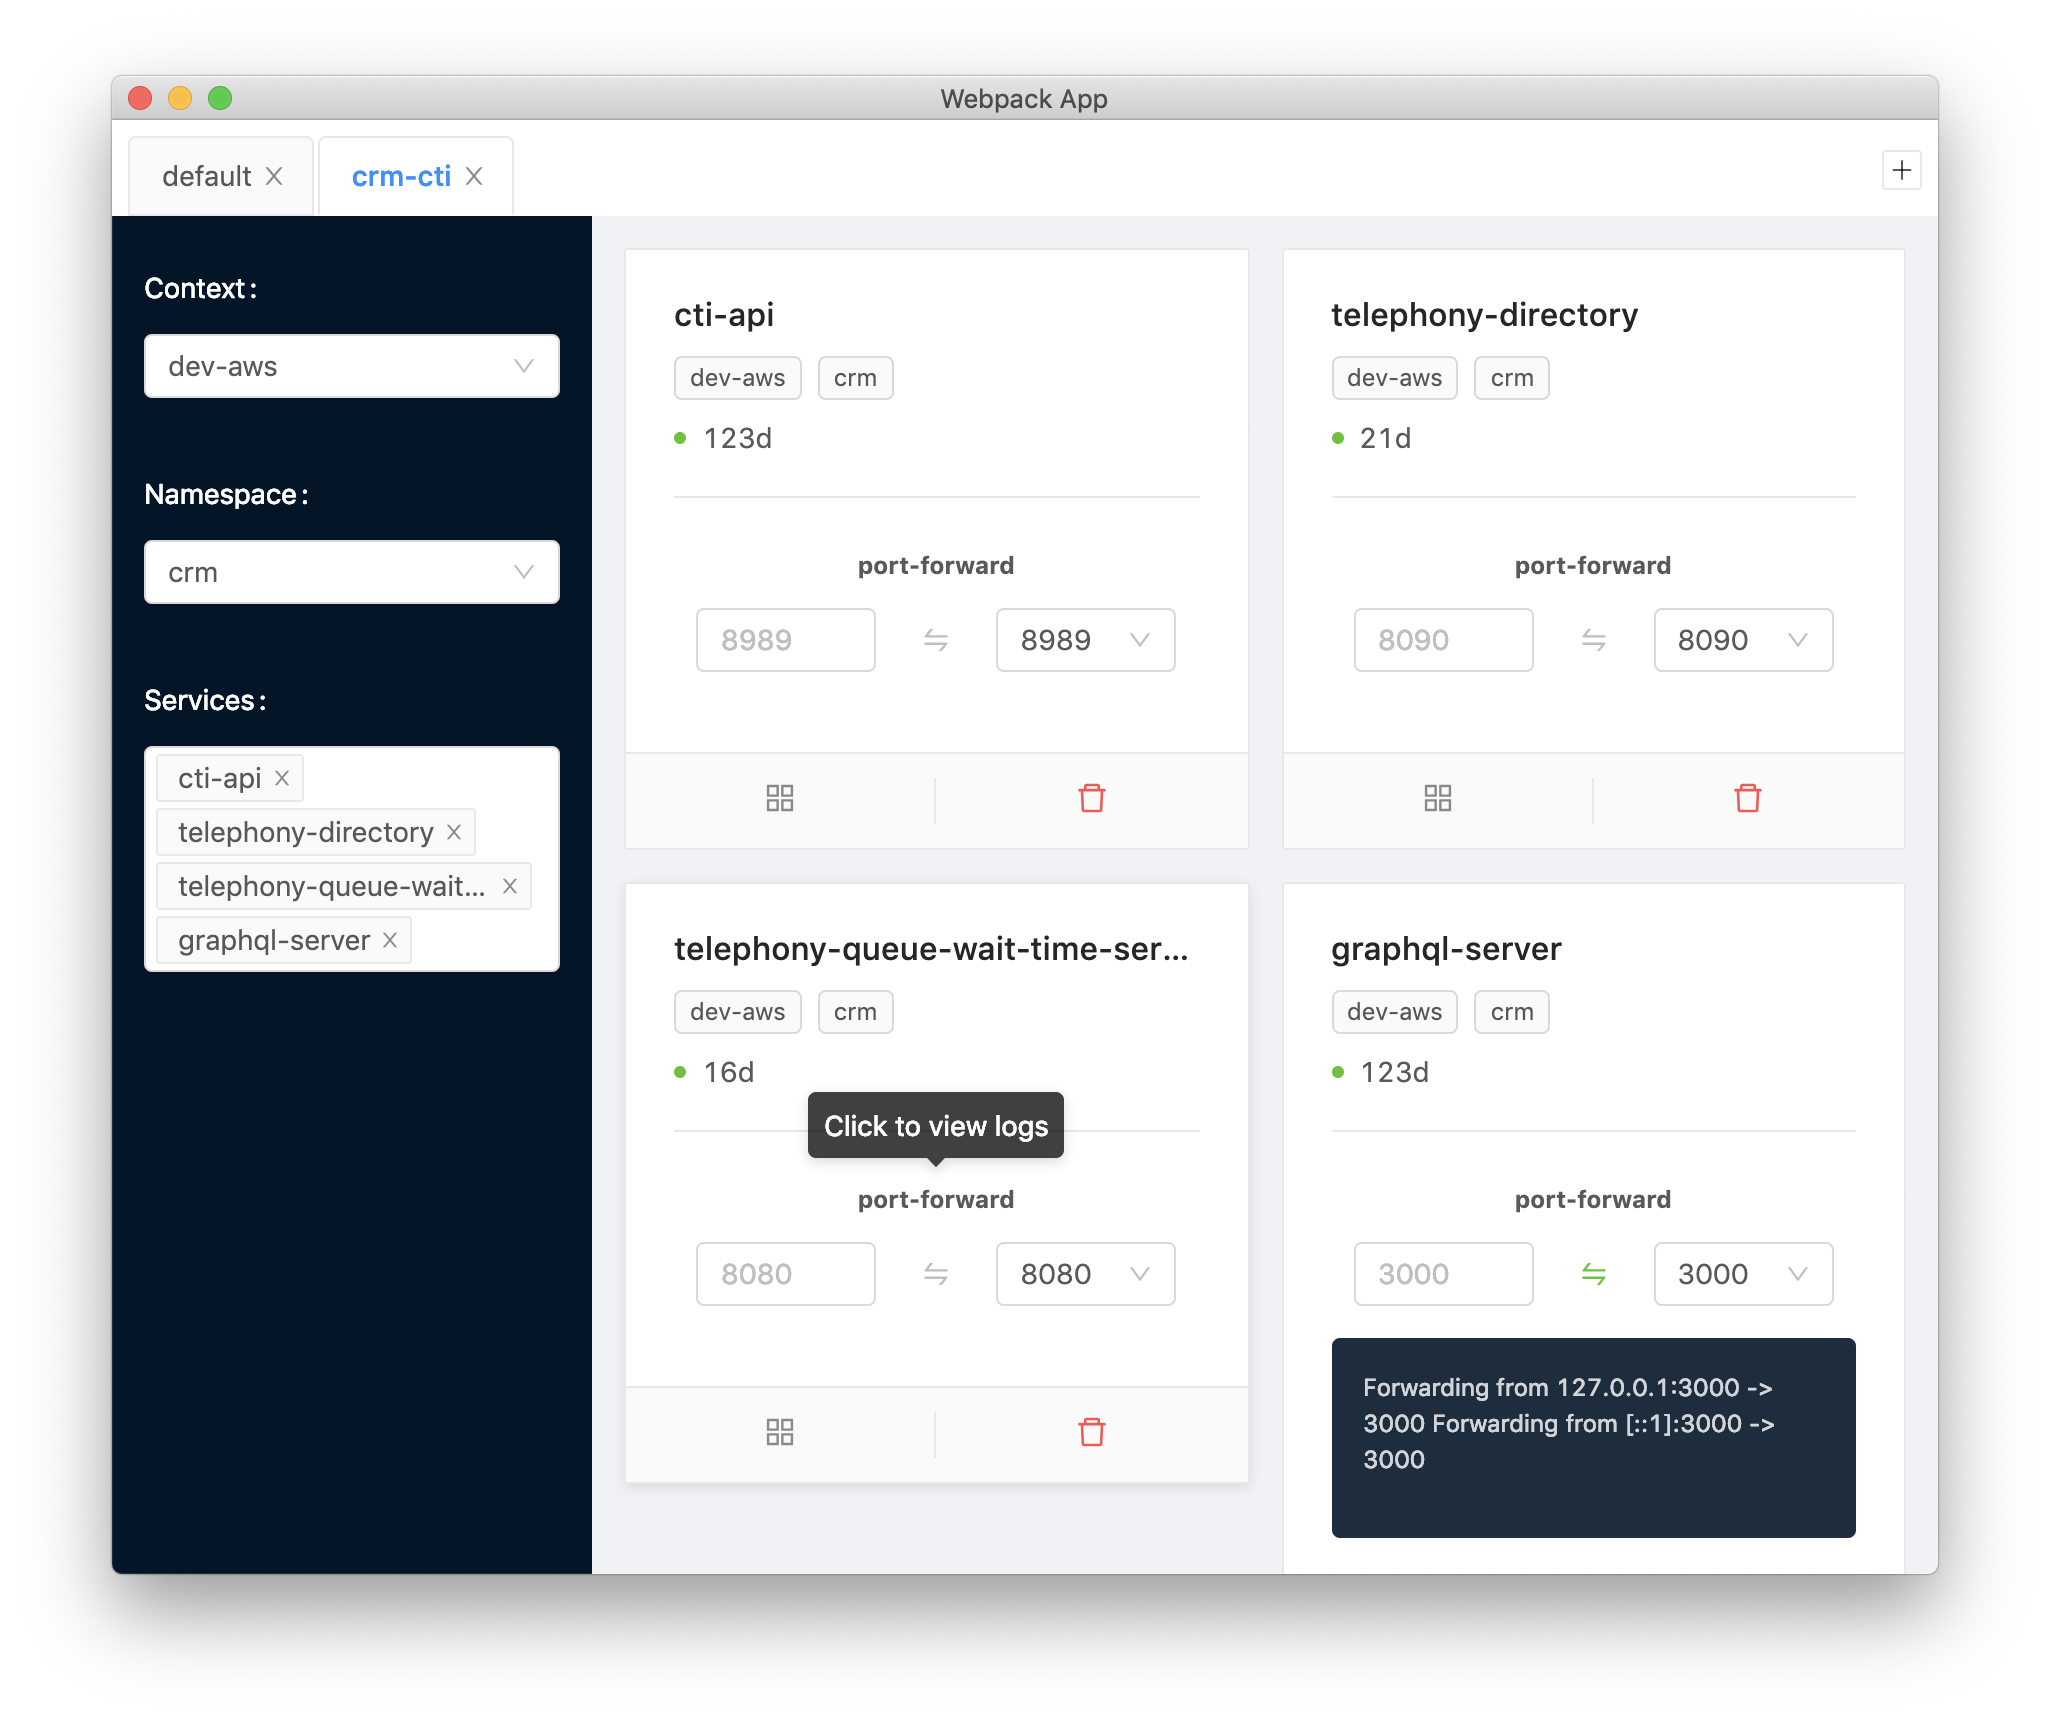 Webpack App
default
crm-cti
Context:
dev-aws
Namespace:
crm
Services:
cti-api
telephony-directory
telephony-queue-wait...
graphql-server
cti-api
dev-aws crm
123d
port-forward
8989 8989
telephony-directory
dev-aws crm
21d
port-forward
8090 8090
telephony-queue-wait-time-ser...
dev-aws crm
16d
Click to view logs
port-forward
8080 8080
graphql-server
dev-aws crm
123d
port-forward
3000 3000
Forwarding from 127.0.0.1:3000 ->
3000 Forwarding from [::1]:3000 ->
3000